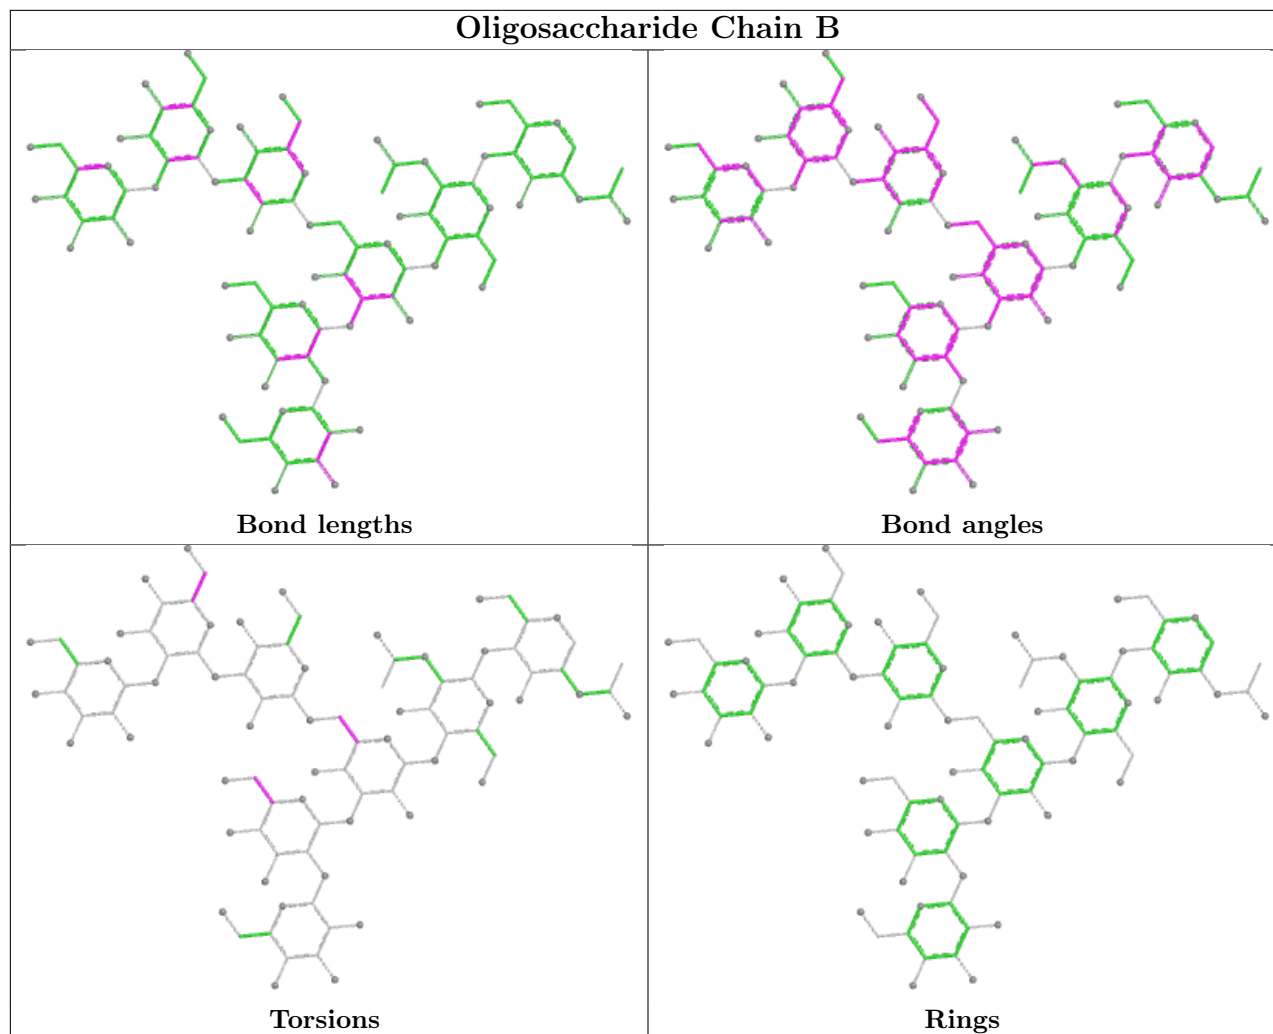 Oligosaccharide Chain B
Bond lengths
Bond angles
Torsions
Rings